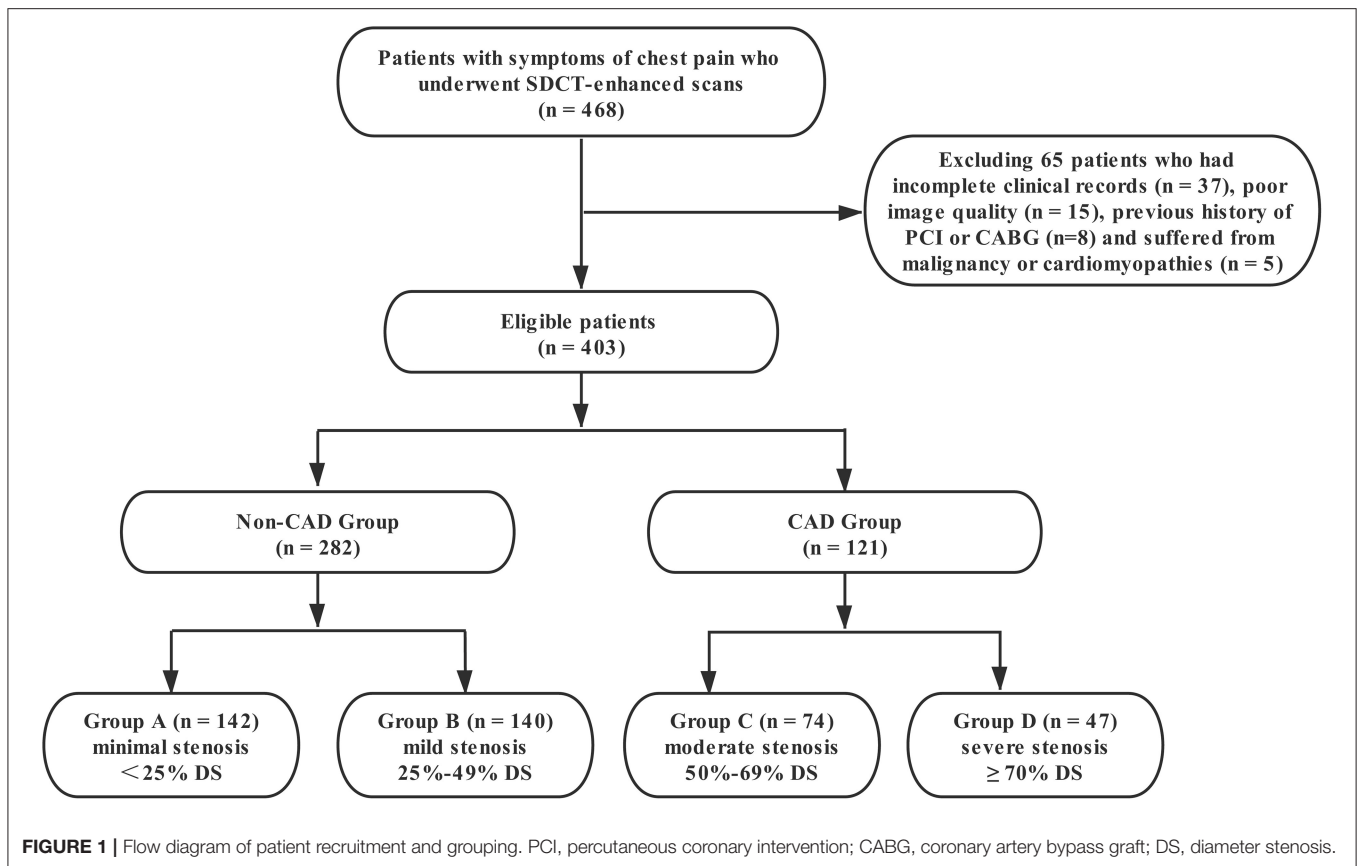 Patients with symptoms of chest pain who
underwent SDCT-enhanced scans
(n = 468)
Excluding 65 patients who had
incomplete clinical records (n = 37), poor
image quality (n = 15), previous history of
PCI or CABG (n=8) and suffered from
malignancy or cardiomyopathies (n = 5)
Eligible patients
(n = 403)
Non-CAD Group
(n = 282)
CAD Group
(n = 121)
Group A (n = 142)
minimal stenosis
<25% DS
Group B (n = 140)
mild stenosis
25%-49% DS
Group C (n = 74)
moderate stenosis
50%-69% DS
Group D (n = 47)
severe stenosis
≥ 70% DS
FIGURE 1 | Flow diagram of patient recruitment and grouping. PCI, percutaneous coronary intervention; CABG, coronary artery bypass graft; DS, diameter stenosis.